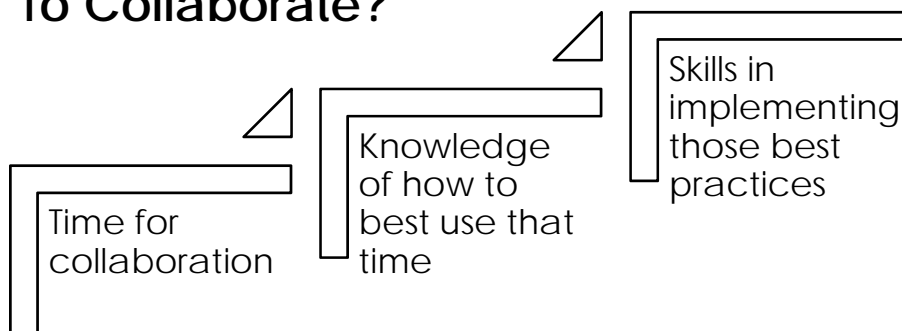 To Collaborate?
Time for
collaboration
Knowledge
of how to
best use that
time
Skills in
implementing
those best
practices